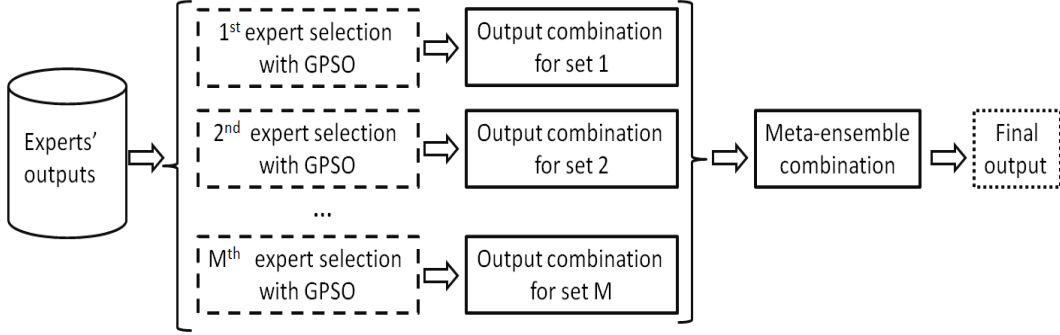 Experts'
outputs
1st expert selection
with GPSO
Output combination
for set 1
2nd expert selection
with GPSO
Output combination
for set 2
...
Mth expert selection
with GPSO
Output combination
for set M
Meta-ensemble
combination
Final
output